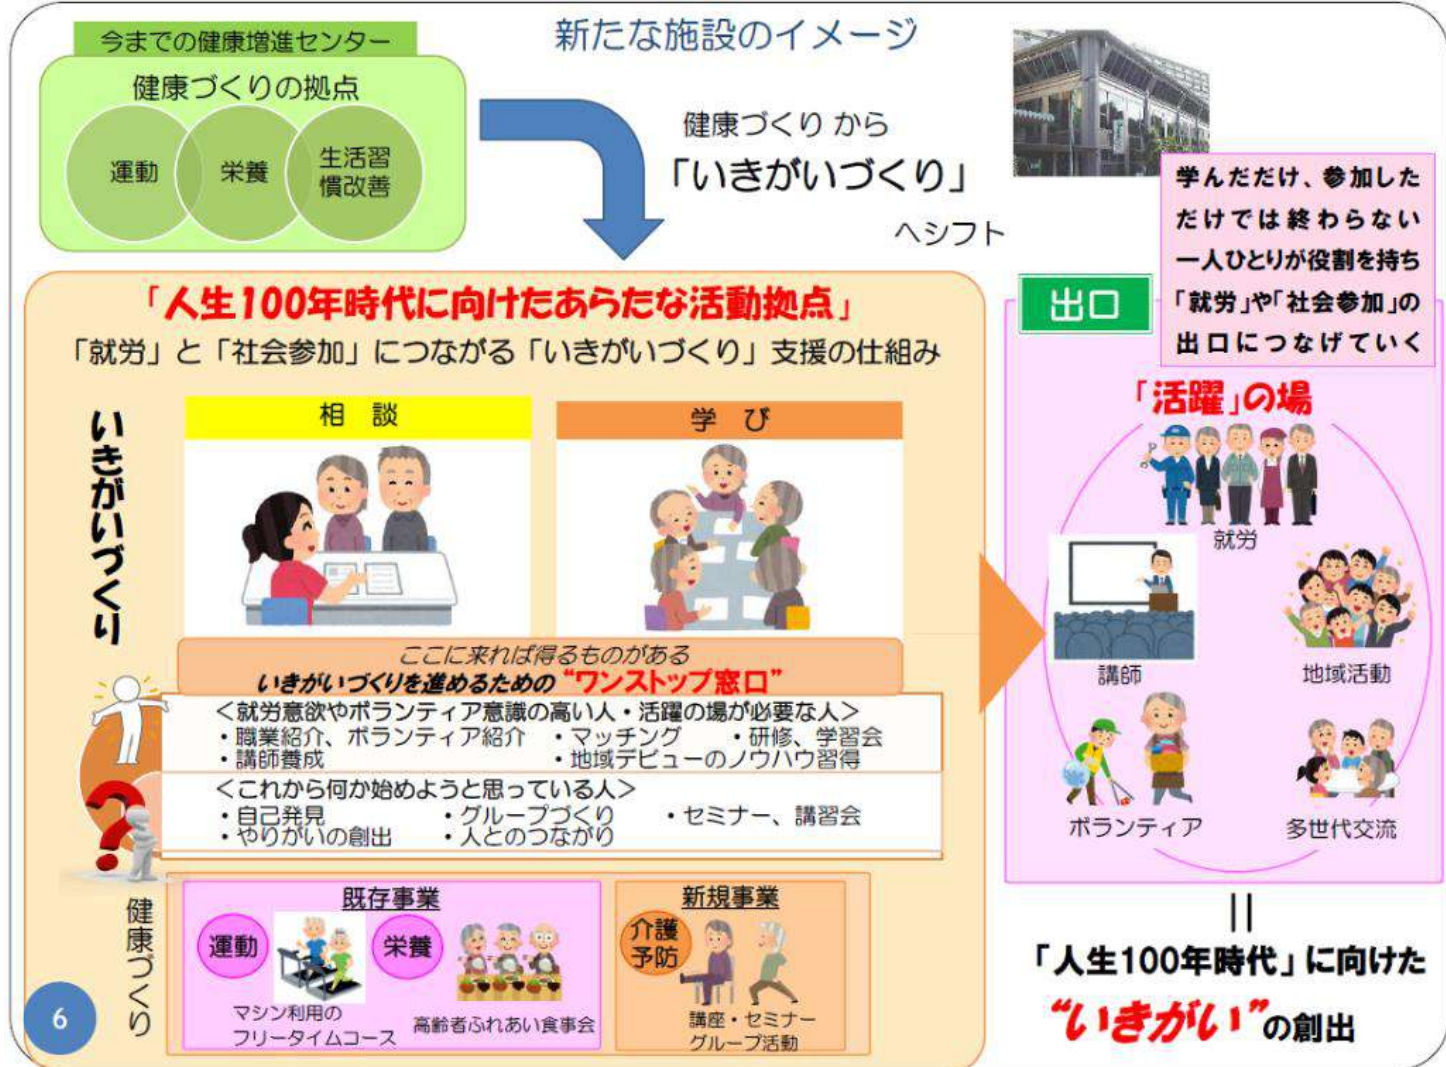 新たな施設のイメージ
今までの健康増進センター
健康づくりの拠点
運動
栄養
生活習
慣改善
健康づくり から
「いきがいづくり」
へシフト
学んだだけ、参加した
だけでは終わらない
一人ひとりが役割を持ち
「就労」や「社会参加」の
出口につなげていく
「人生100年時代に向けたあらたな活動拠点」
「就労」と「社会参加」につながる「いきがいづくり」支援の仕組み
いきがいづくり
相 談
学 び
ここに来れば得るものがある
いきがいづくりを進めるための“ワンストップ窓口”
＜就労意欲やボランティア意識の高い人・活躍の場が必要な人＞
・職業紹介、ボランティア紹介 ・マッチング ・研修、学習会
・講師養成 ・地域デビューのノウハウ習得
＜これから何か始めようと思っている人＞
・自己発見 ・グループづくり ・セミナー、講習会
・やりがいの創出 ・人とのつながり
健康づくり
既存事業
運動
栄養
マシン利用の
フリータイムコース
高齢者ふれあい食事会
新規事業
介護
予防
講座・セミナー
グループ活動
出口
「活躍」の場
就労
講師
地域活動
ボランティア
多世代交流
||
「人生100年時代」に向けた
“いきがい”の創出
6